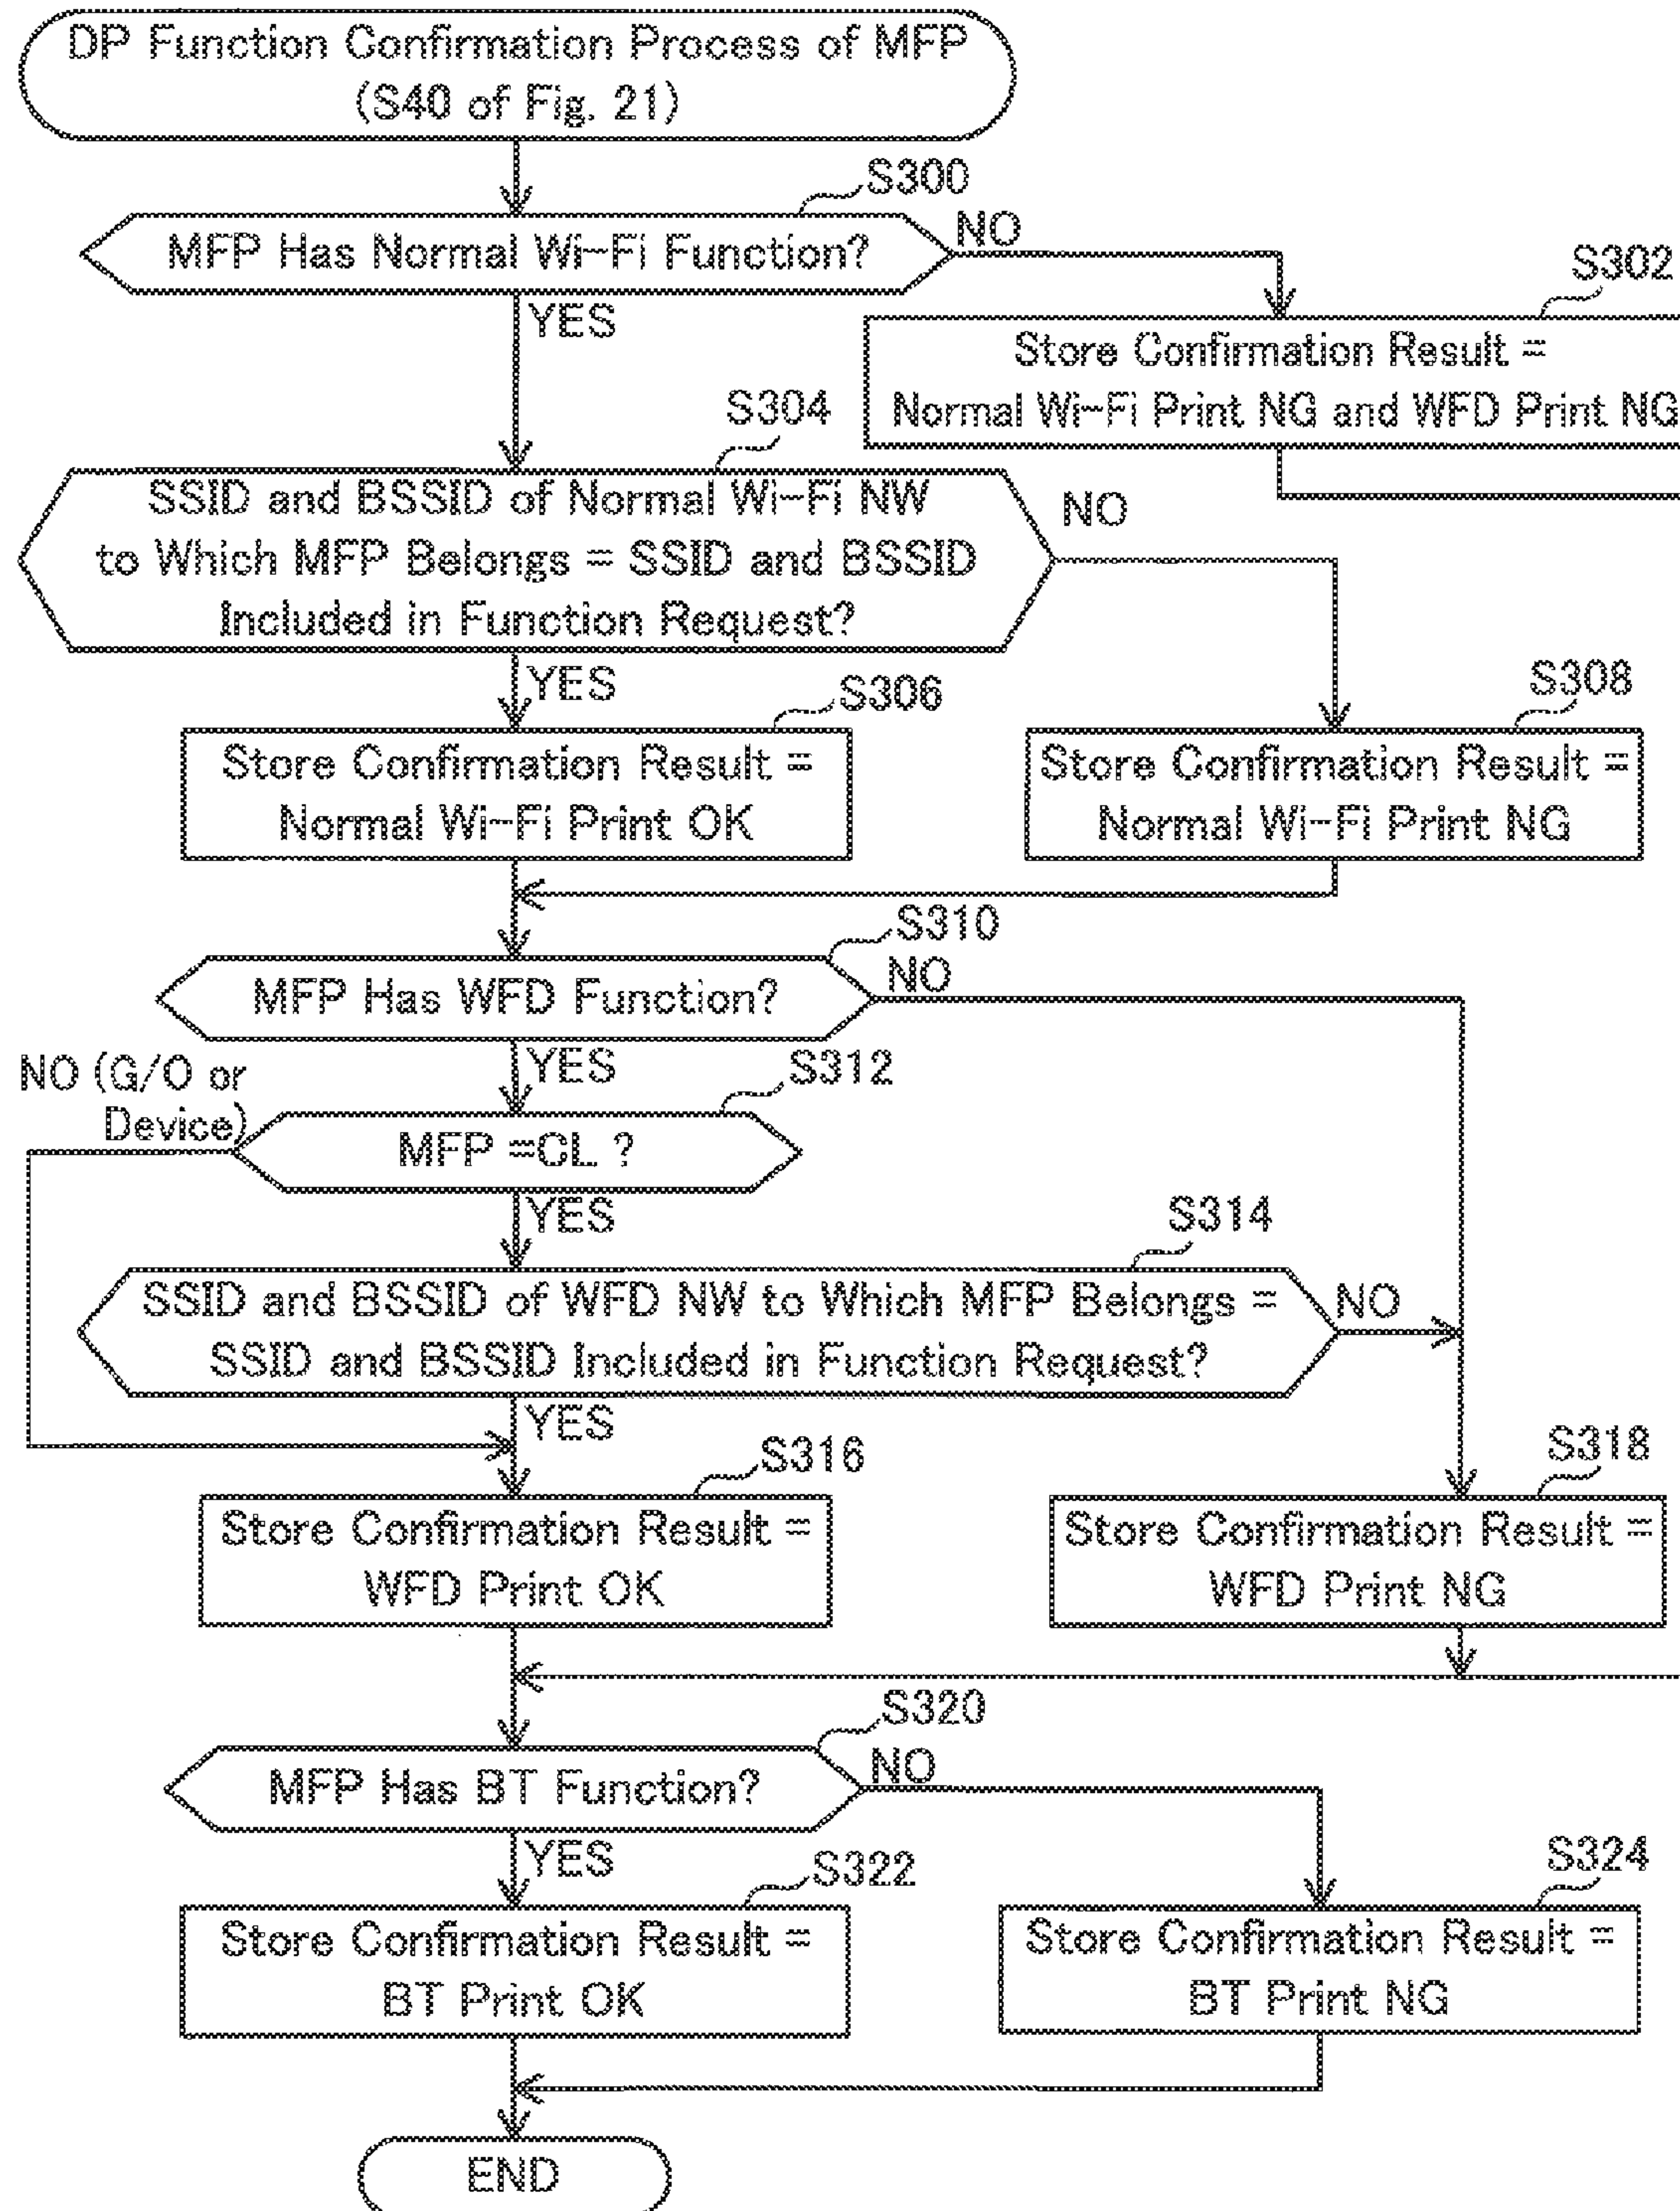 DP Function Confirmation Process of MFP
(S40 of Fig. 21)
S300
MFP Has Normal Wi-Fi Function?
NO
YES
S302
Store Confirmation Result =
Normal Wi-Fi Print NG and WFD Print NG
S304
SSID and BSSID of Normal Wi-Fi NW
to Which MFP Belongs = SSID and BSSID
Included in Function Request?
NO
YES
S306
Store Confirmation Result =
Normal Wi-Fi Print OK
S308
Store Confirmation Result =
Normal Wi-Fi Print NG
S310
MFP Has WFD Function?
NO
YES
S312
NO (G/O or
Device)
MFP =CL ?
YES
S314
SSID and BSSID of WFD NW to Which MFP Belongs =
SSID and BSSID Included in Function Request?
NO
YES
S316
Store Confirmation Result =
WFD Print OK
S318
Store Confirmation Result =
WFD Print NG
S320
MFP Has BT Function?
NO
YES
S322
Store Confirmation Result =
BT Print OK
S324
Store Confirmation Result =
BT Print NG
END